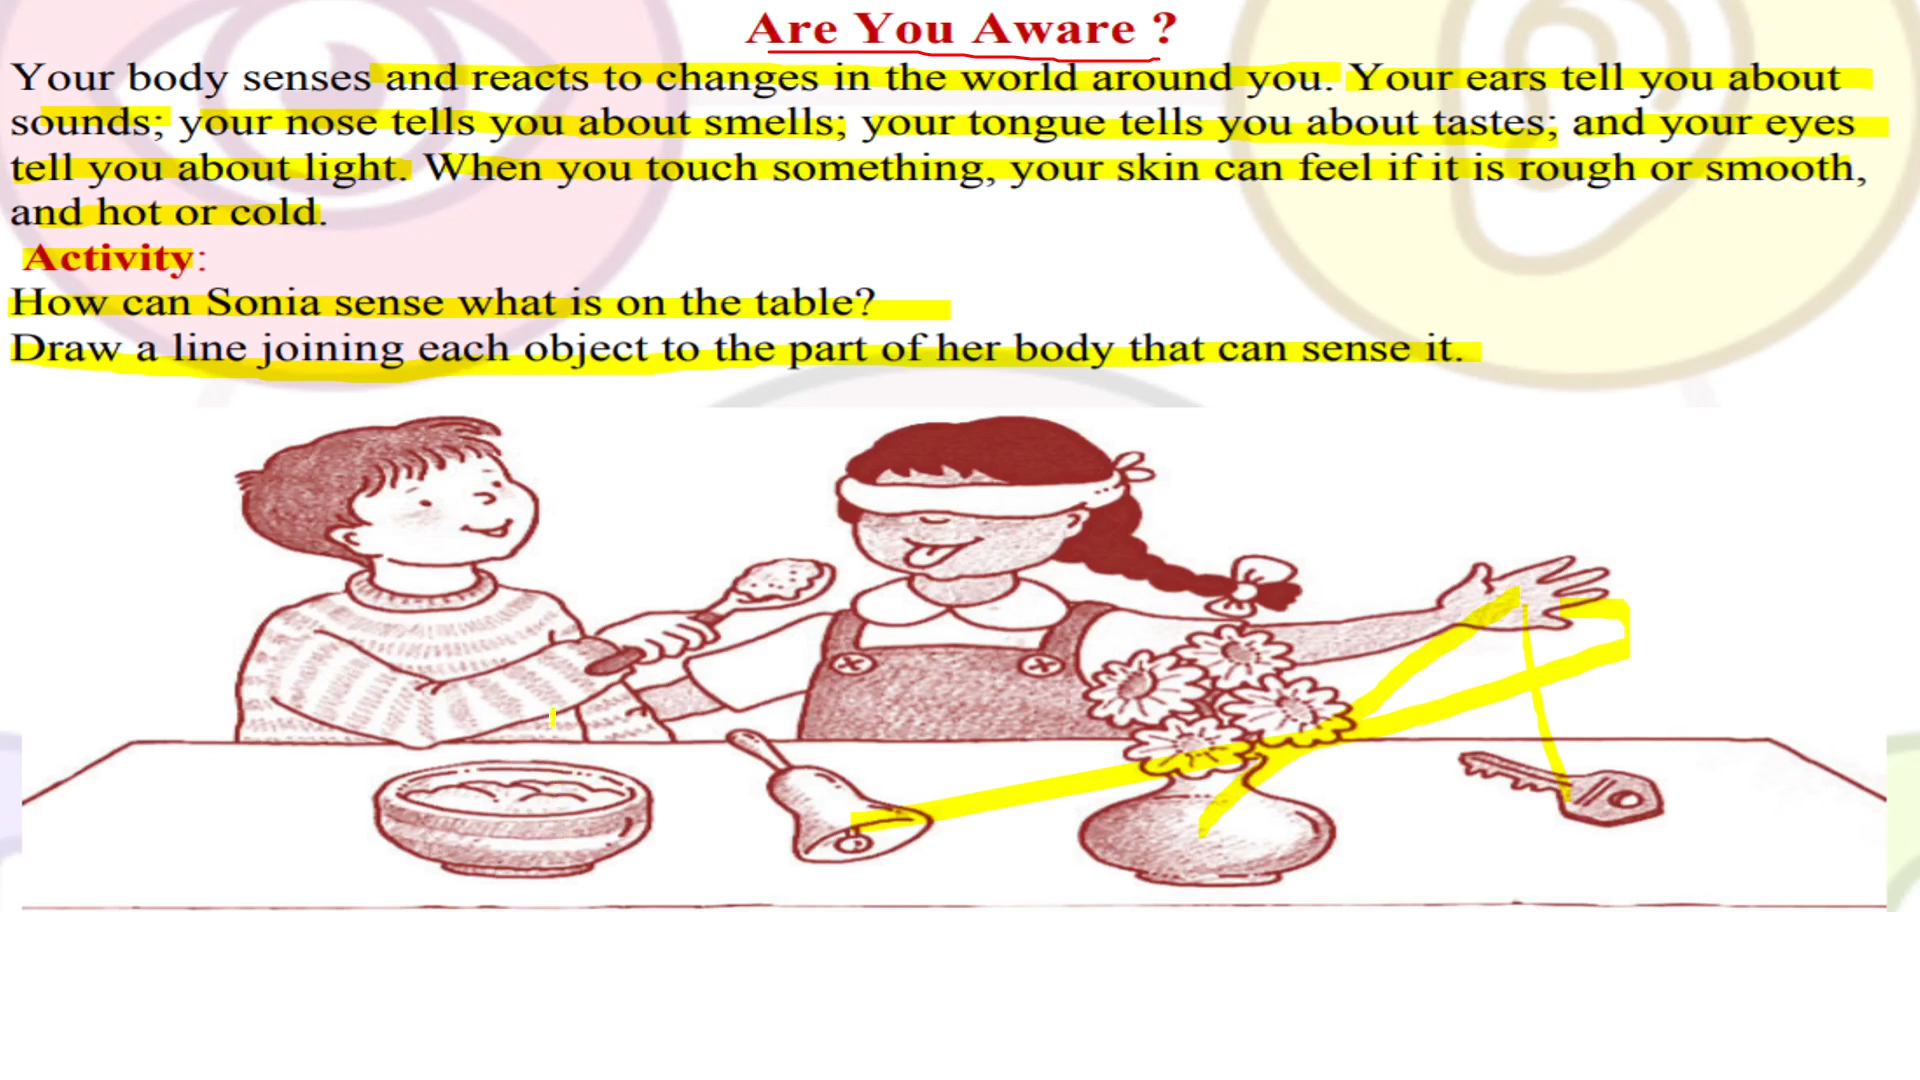 Are You Aware ?
Your body senses and reacts to changes in the world around you. Your ears tell you about
sounds; your nose tells you about smells; your tongue tells you about tastes; and your eyes
tell you about light. When you touch something, your skin can feel if it is rough or smooth,
and hot or cold.
Activity:
How can Sonia sense what is on the table?
Draw a line joining each object to the part of her body that can sense it.